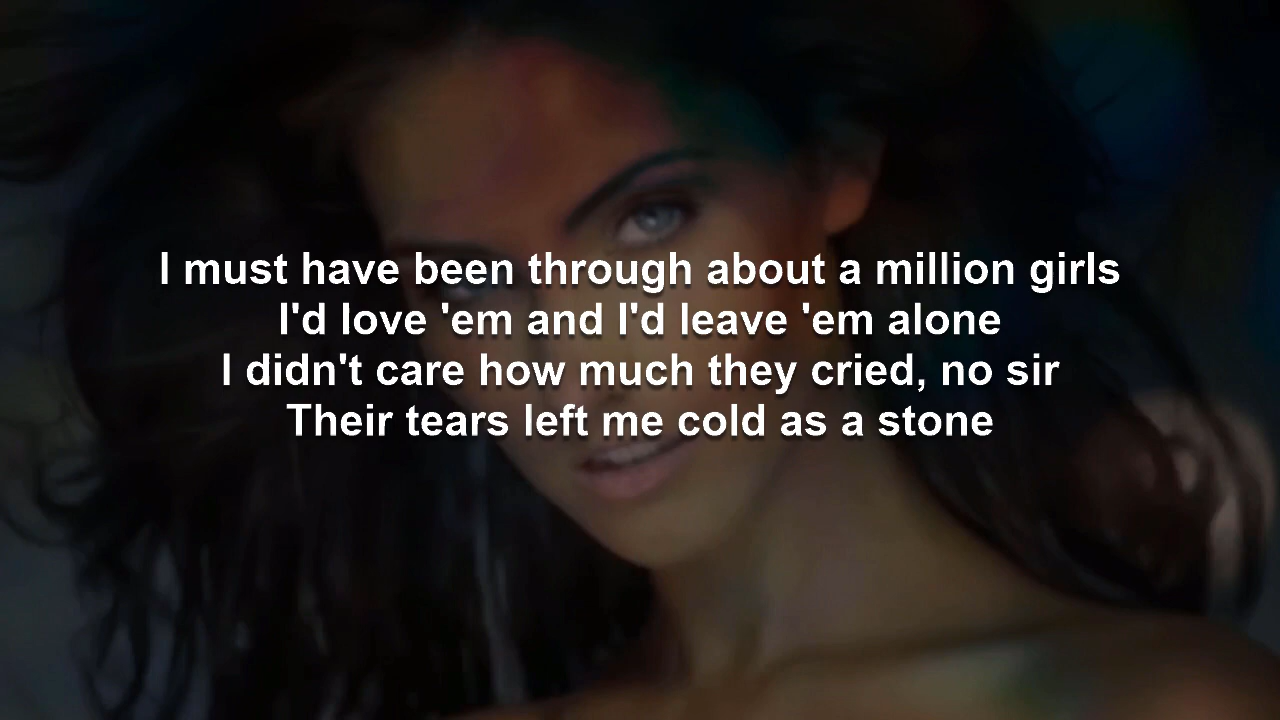 I must have been through about a million girls
I'd love 'em and I'd leave 'em alone
I didn't care how much they cried, no sir
Their tears left me cold as a stone